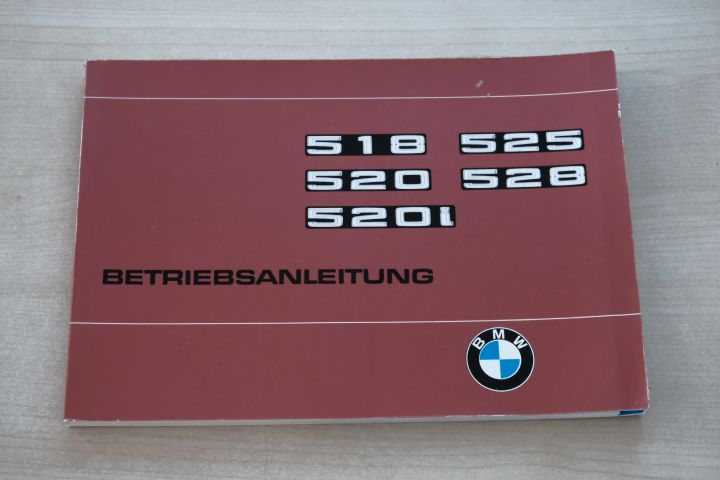 518 525
520 528
520i
BETRIEBSANLEITUNG
BMW